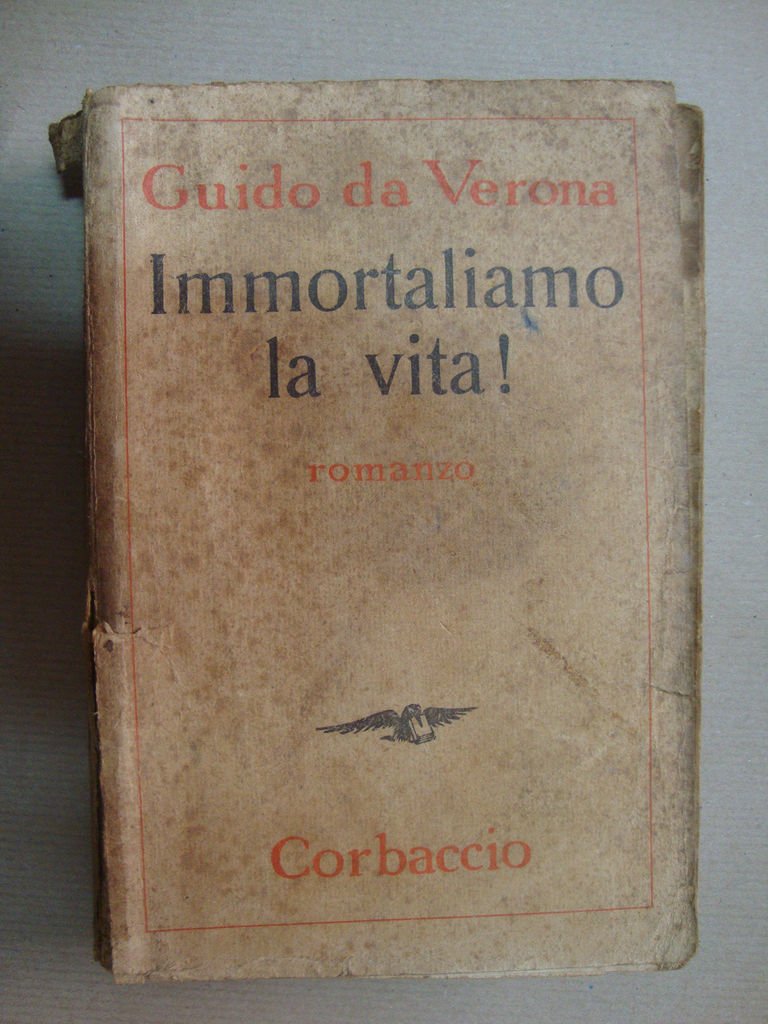 Guido da Verona
Immortaliamo
la vita!
romanzo
Corbaccio